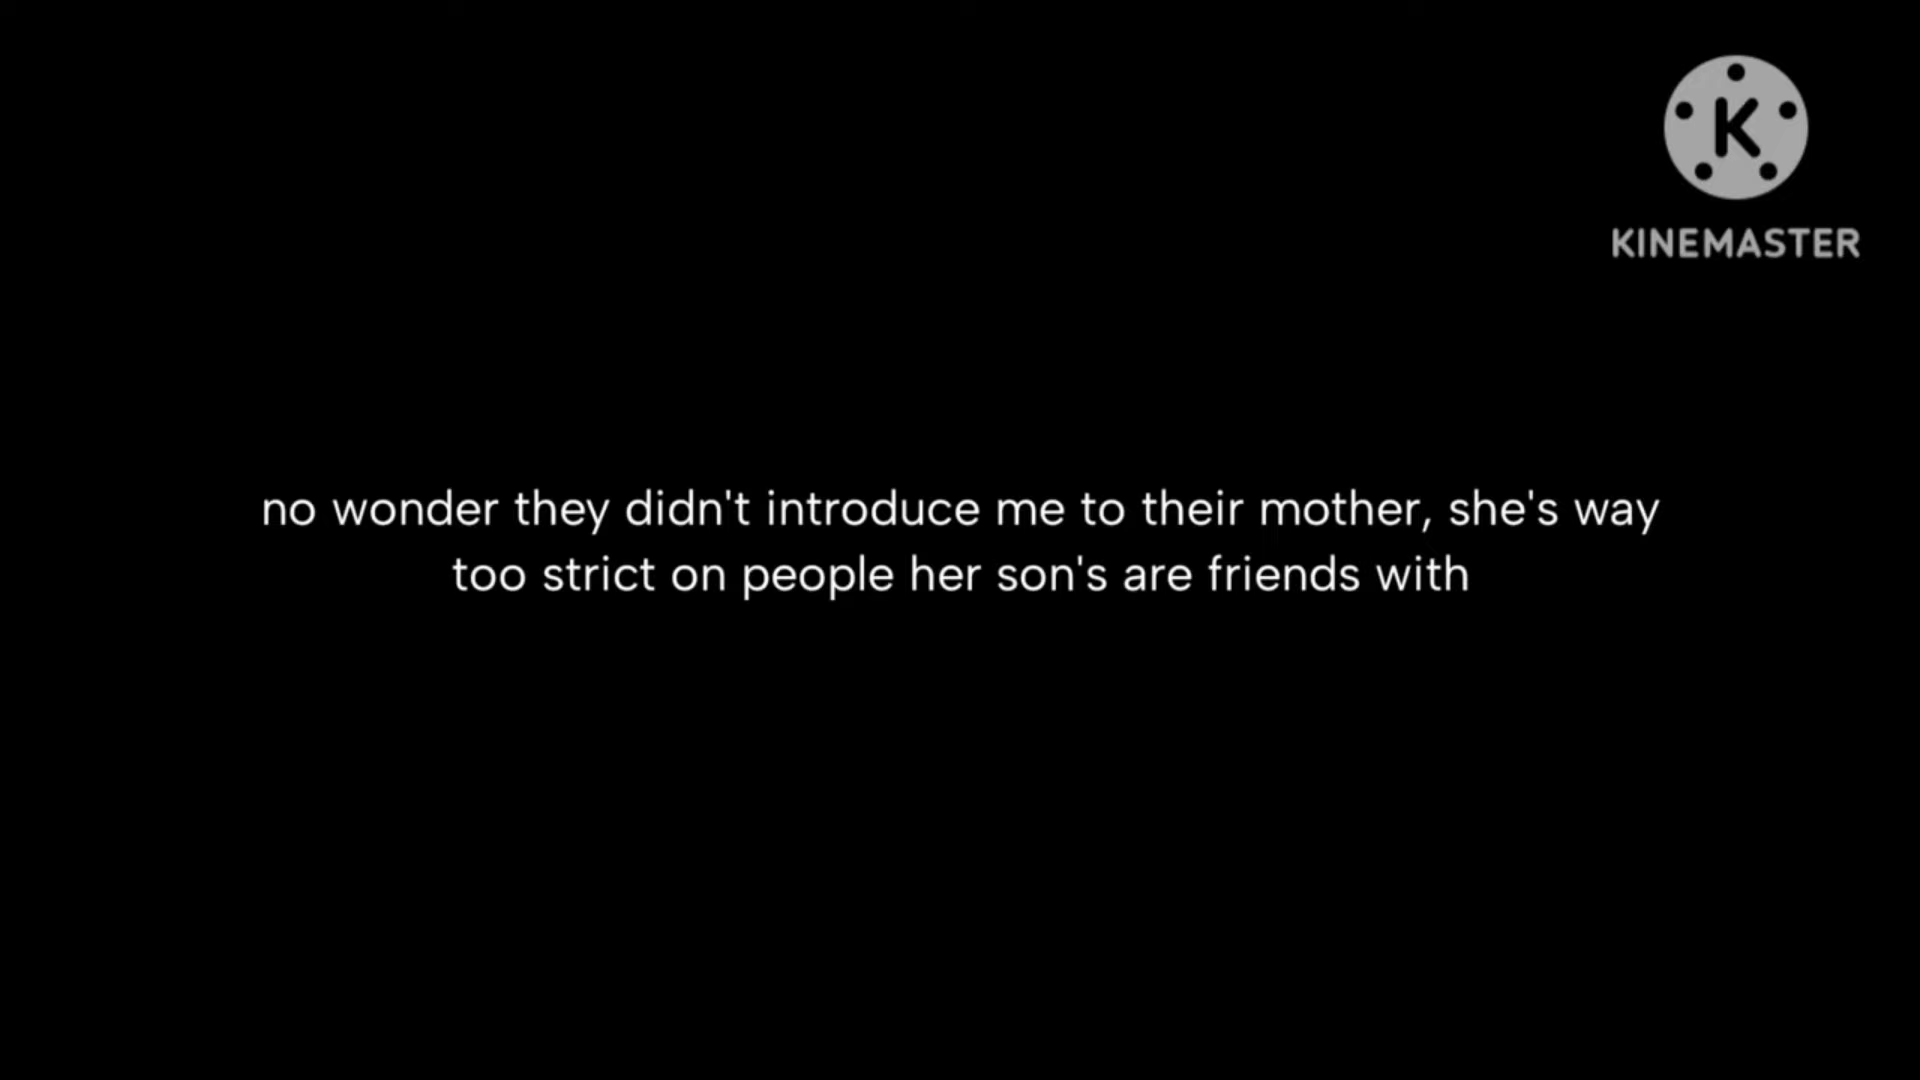 K
KINEMASTER
no wonder they didn't introduce me to their mother, she's way
too strict on people her son's are friends with